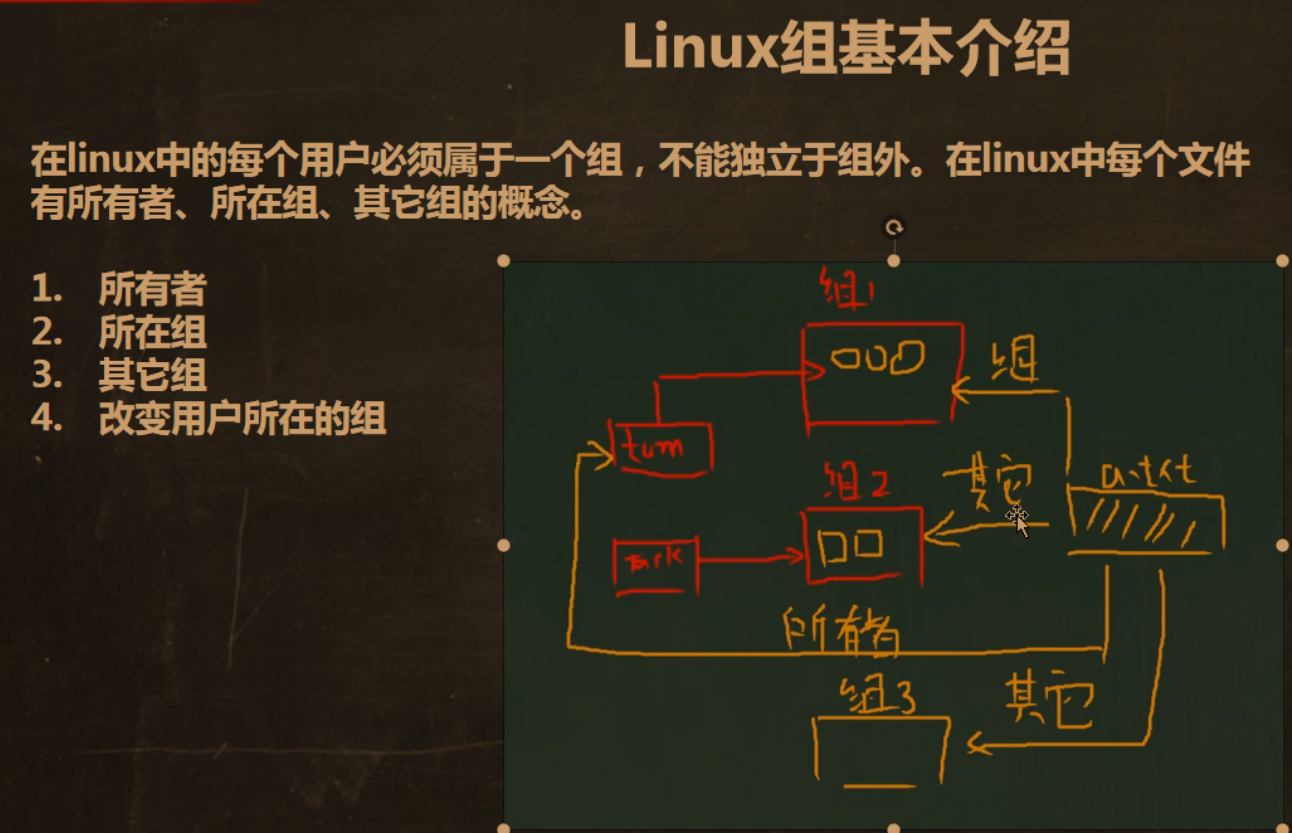 Linux组基本介绍
在linux中的每个用户必须属于一个组，不能独立于组外。在linux中每个文件
有所有者、所在组、其它组的概念。
1. 所有者
2. 所在组
3. 其它组
4. 改变用户所在的组
组1
组
tum
组2
其它
a.txt
tark
所有者
组3
其它